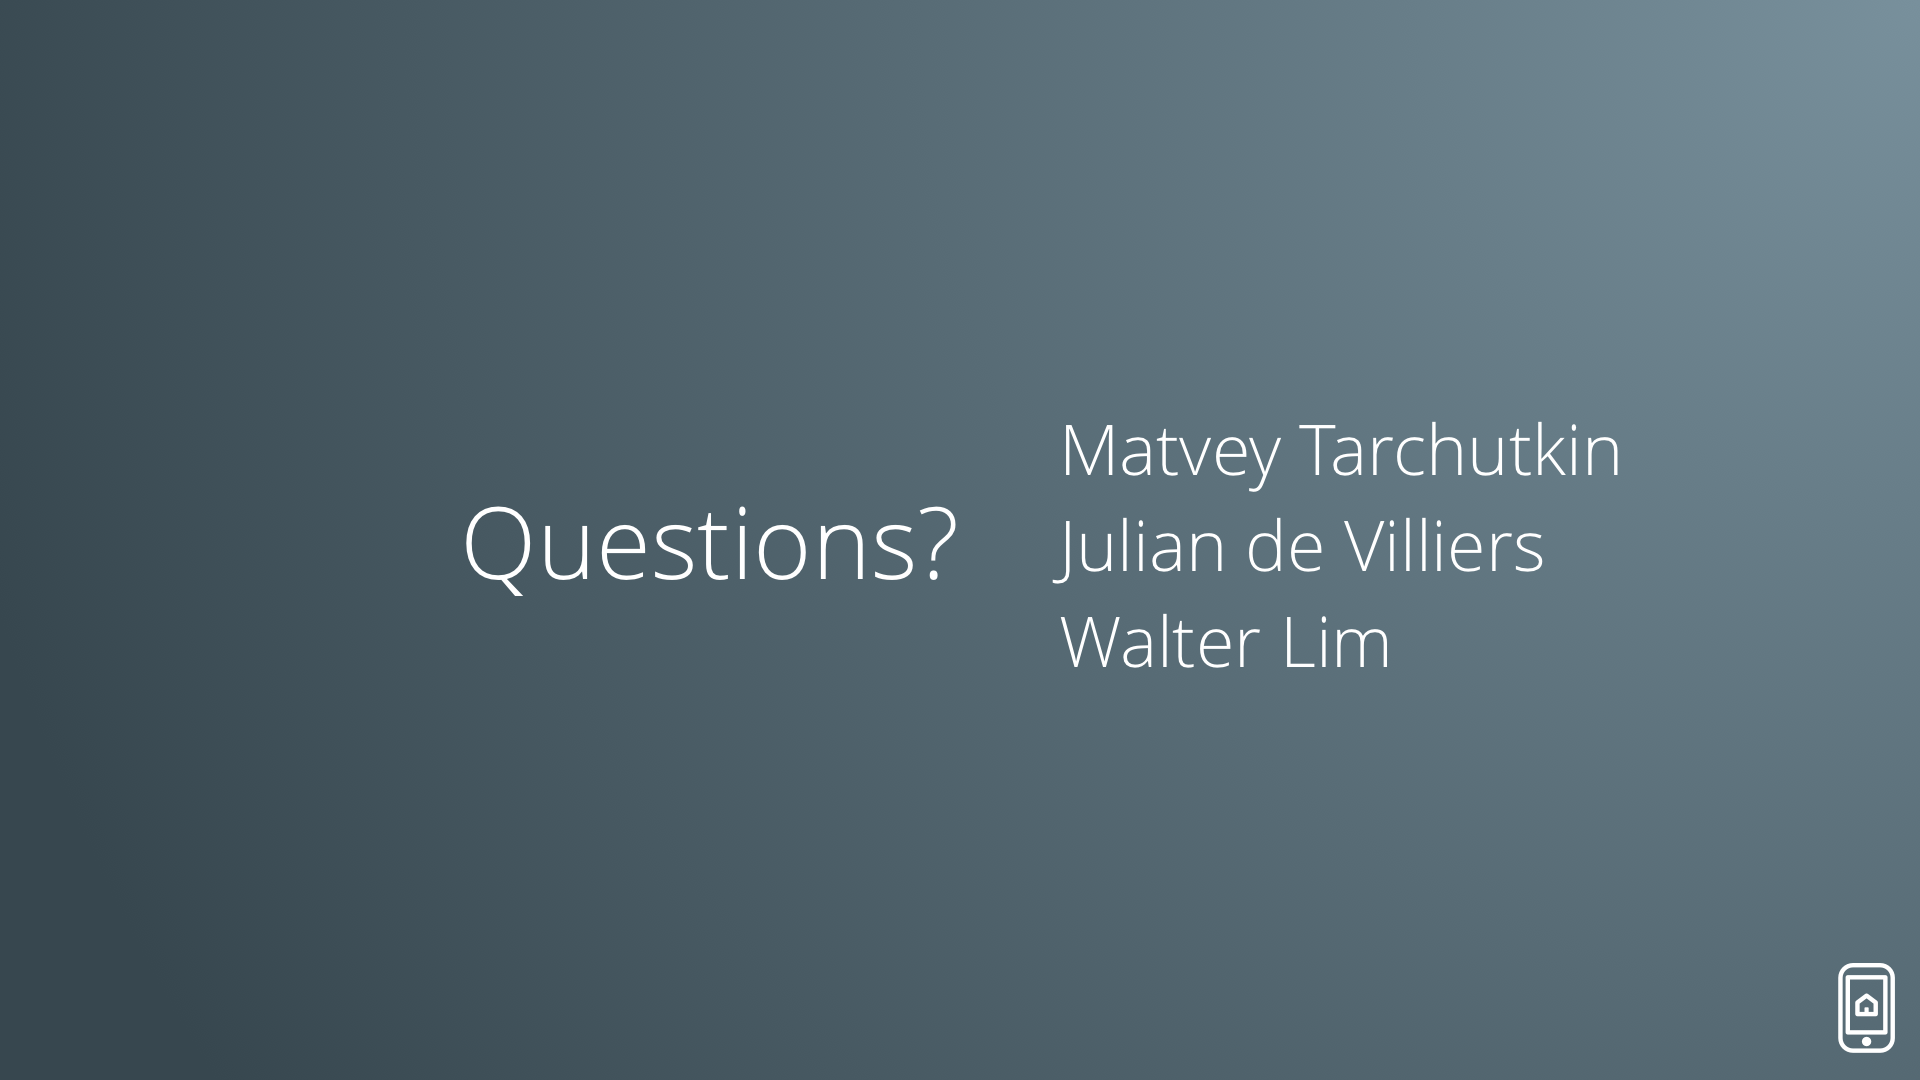 Questions?
Matvey Tarchutkin
Julian de Villiers
Walter Lim